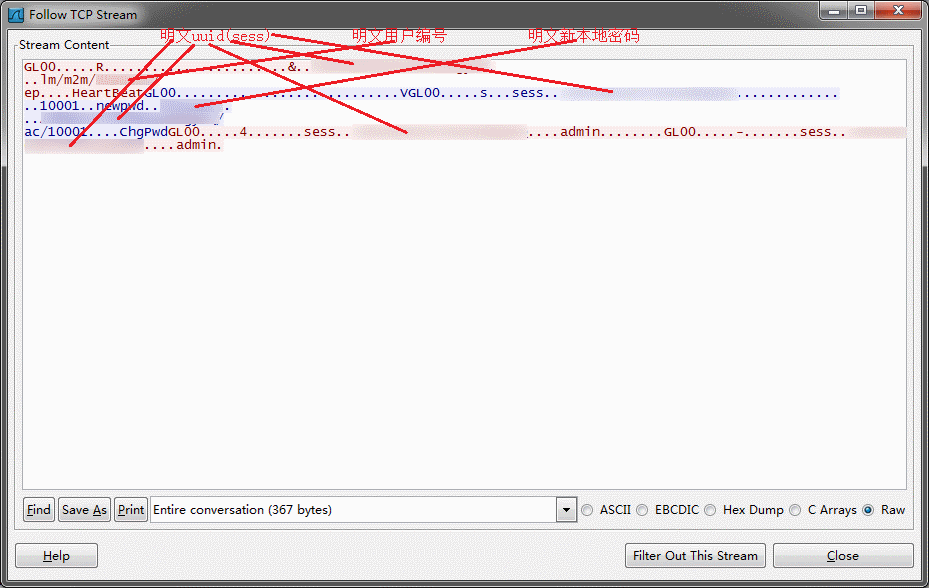 Follow TCP Stream
明文uuid(sess) 明文用户编号 明文新本地密码
Stream Content
GL00.....R.......................&..
..lm/m2m/
ep....HeartBeatGL00............................VGL00.....s...sess.. .............
..10001..newpwd.. .
... /
ac/10001....ChgPwdGL00.....4.......sess.. ....admin........GL00.....-.......sess..
....admin.
Find Save As Print Entire conversation (367 bytes) ASCII EBCDIC Hex Dump C Arrays Raw
Help Filter Out This Stream Close